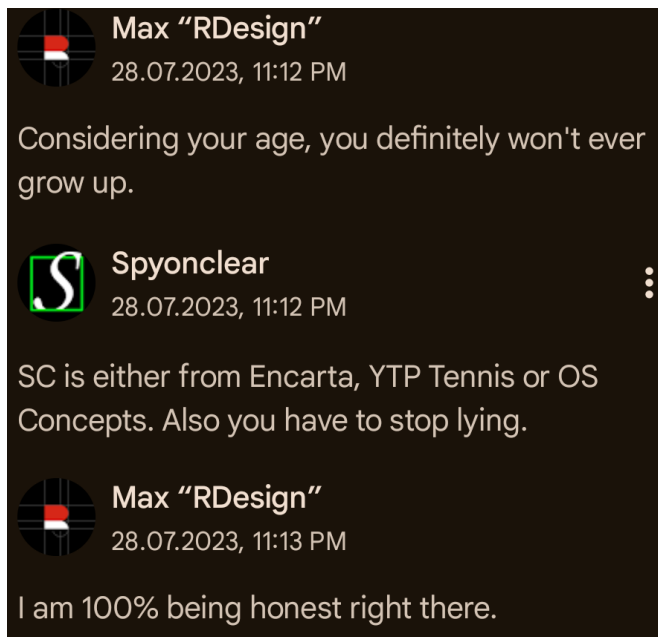 Max “RDesign”
28.07.2023, 11:12 PM
Considering your age, you definitely won't ever
grow up.
S
Spyonclear
28.07.2023, 11:12 PM
SC is either from Encarta, YTP Tennis or OS
Concepts. Also you have to stop lying.
Max “RDesign”
28.07.2023, 11:13 PM
I am 100% being honest right there.